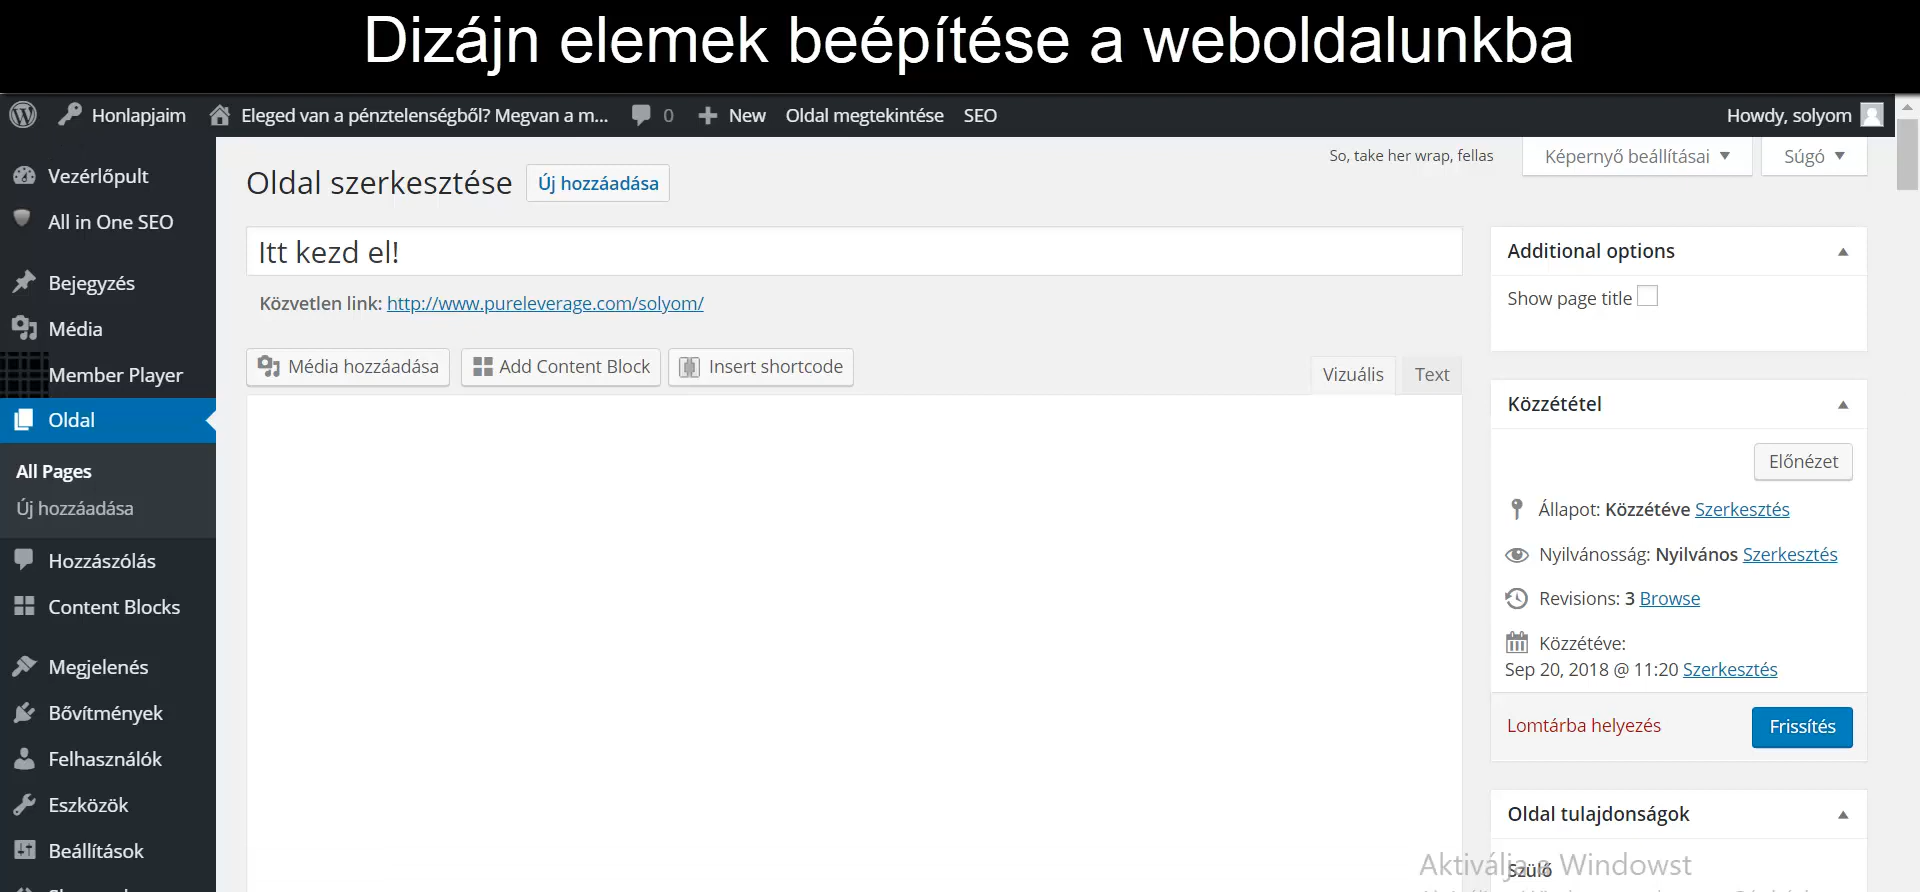 Dizájn elemek beépítése a weboldalunkba
Honlapjaim Eleged van a pénztelenségből? Megvan a m... 0 New Oldal megtekintése SEO Howdy, solyom
Vezérlőpult
All in One SEO
Bejegyzés
Média
Member Player
Oldal
All Pages
Új hozzáadása
Hozzászólás
Content Blocks
Megjelenés
Bővítmények
Felhasználók
Eszközök
Beállítások
So, take her wrap, fellas
Képernyő beállításai
Súgó
Oldal szerkesztése Új hozzáadása
Itt kezd el!
Közvetlen link: http://www.pureleverage.com/solyom/
Média hozzáadása Add Content Block Insert shortcode
Vizuális Text
Additional options
Show page title
Közzététel
Előnézet
Állapot: Közzétéve Szerkesztés
Nyilvánosság: Nyilvános Szerkesztés
Revisions: 3 Browse
Közzétéve:
Sep 20, 2018 @ 11:20 Szerkesztés
Lomtárba helyezés Frissítés
Oldal tulajdonságok
Szülő
Aktiválja a Windowst